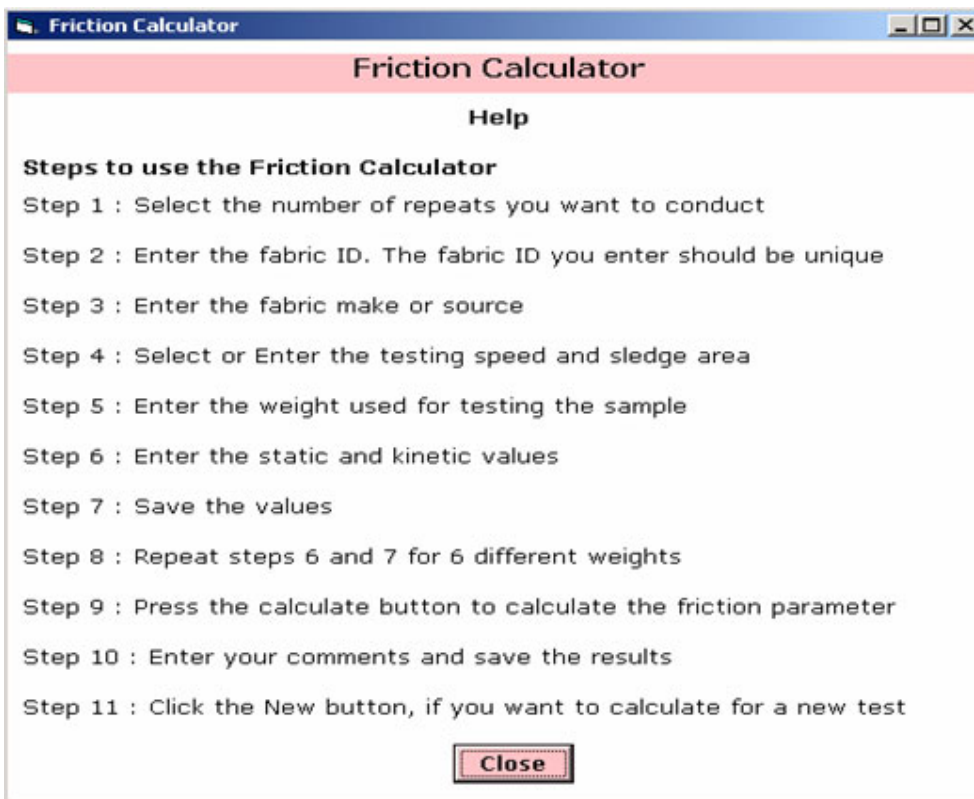 Friction Calculator
Friction Calculator
Help
Steps to use the Friction Calculator
Step 1 : Select the number of repeats you want to conduct
Step 2 : Enter the fabric ID. The fabric ID you enter should be unique
Step 3 : Enter the fabric make or source
Step 4 : Select or Enter the testing speed and sledge area
Step 5 : Enter the weight used for testing the sample
Step 6 : Enter the static and kinetic values
Step 7 : Save the values
Step 8 : Repeat steps 6 and 7 for 6 different weights
Step 9 : Press the calculate button to calculate the friction parameter
Step 10 : Enter your comments and save the results
Step 11 : Click the New button, if you want to calculate for a new test
Close